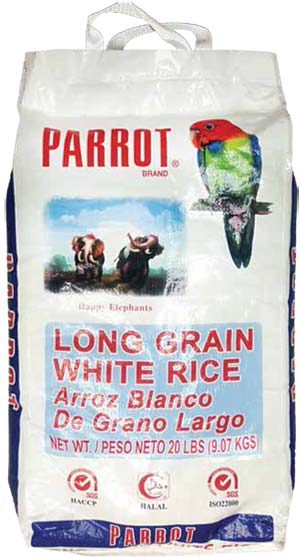 PARROT®
BRAND
Happy Elephants
LONG GRAIN
WHITE RICE
Arroz Blanco
De Grano Largo
NET WT. / PESO NETO 20 LBS (9.07 KGS)
SGS
HACCP
HALAL
SGS
ISO22000
PARROT
PARROT